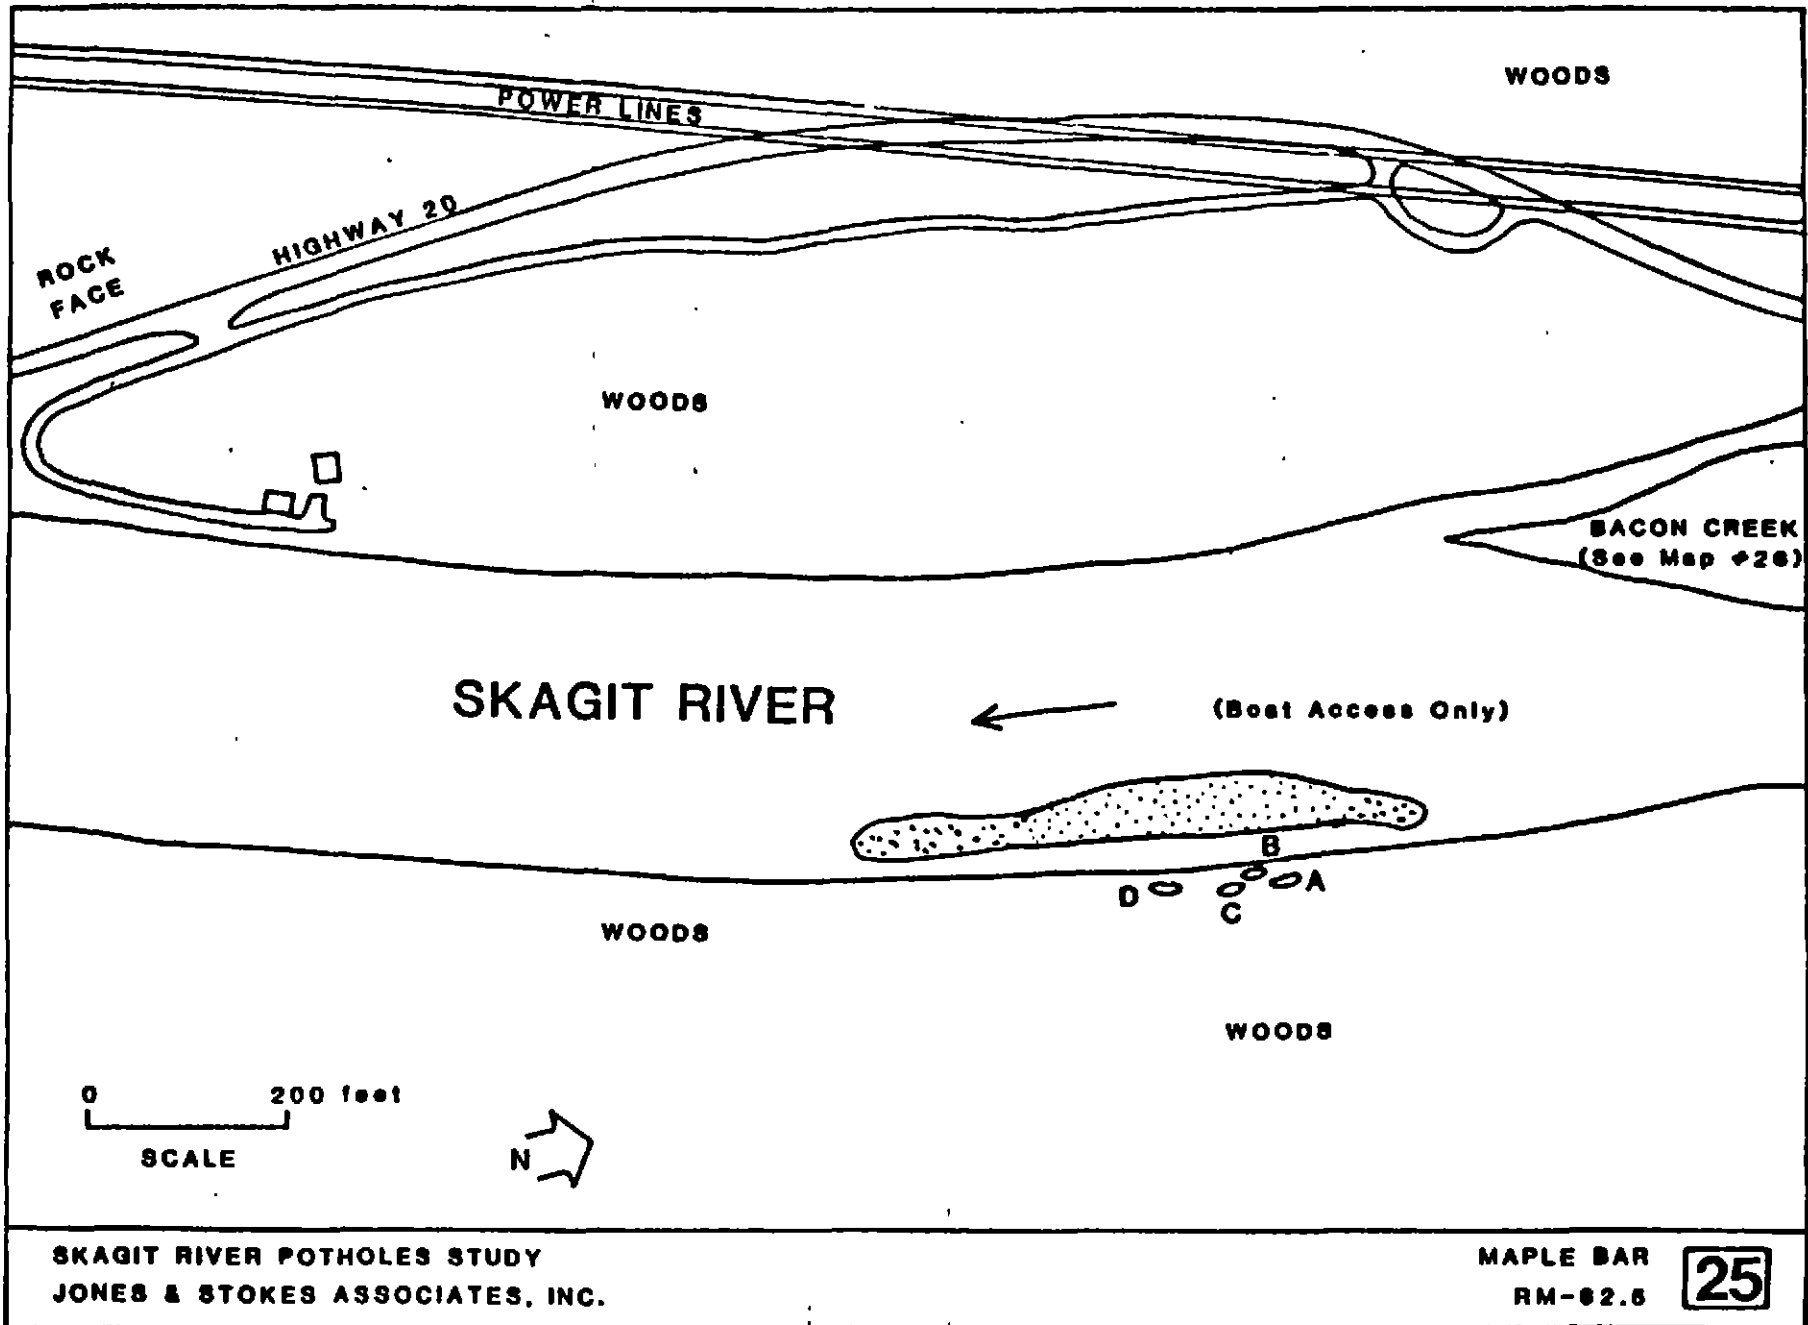 WOODS
POWER LINES
HIGHWAY 20
ROCK
FACE
WOODS
BACON CREEK
(See Map #26)
SKAGIT RIVER
(Boat Access Only)
B
A
D
C
WOODS
WOODS
0 200 feet
SCALE
N
SKAGIT RIVER POTHOLES STUDY
JONES & STOKES ASSOCIATES, INC.
MAPLE BAR
RM-82.5
25